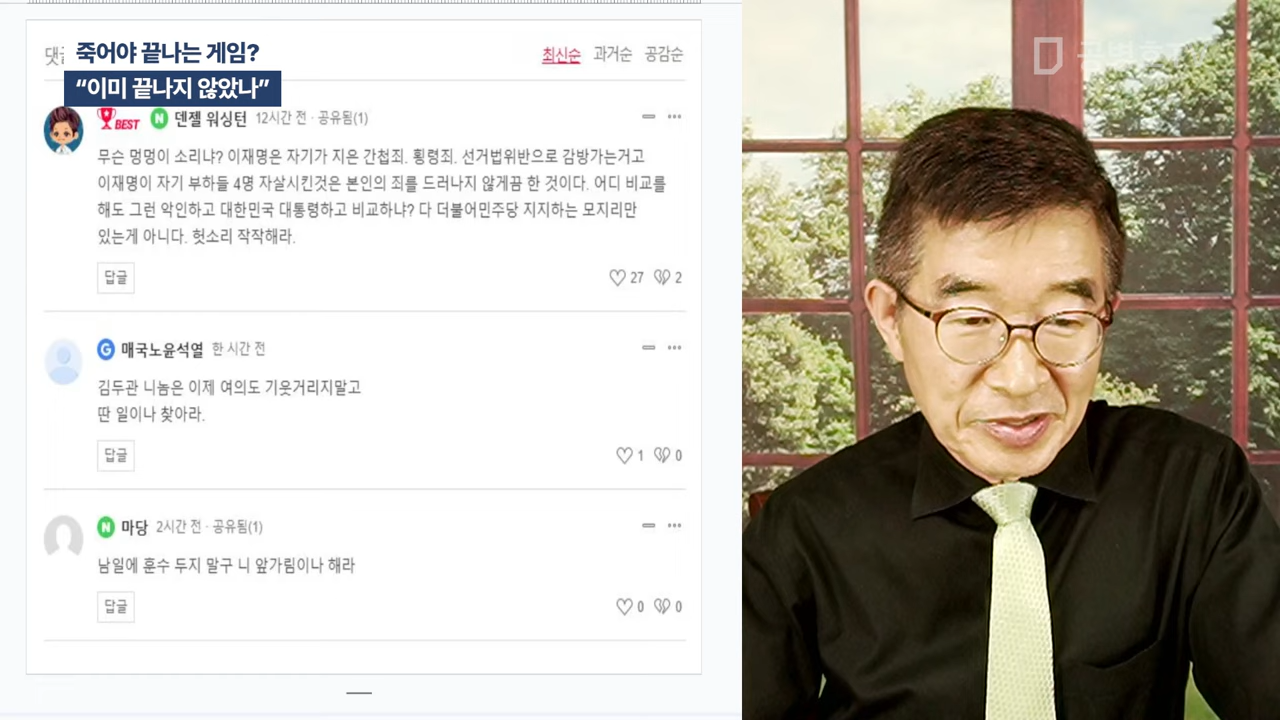 죽어야 끝나는 게임?
“이미 끝나지 않았나”
최신순 과거순 공감순
BEST N 덴젤 워싱턴 12시간 전 · 공유됨(1)
무슨 멍멍이 소리냐? 이재명은 자기가 지은 간첩죄. 횡령죄. 선거법위반으로 감방가는거고
이재명이 자기 부하들 4명 자살시킨것은 본인의 죄를 드러나지 않게끔 한 것이다. 어디 비교를
해도 그런 악인하고 대한민국 대통령하고 비교하냐? 다 더불어민주당 지지하는 모지리만
있는게 아니다. 헛소리 작작해라.
답글
27 2
G 매국노윤석열 한 시간 전
김두관 니놈은 이제 여의도 기웃거리지말고
딴 일이나 찾아라.
답글
1 0
N 마당 2시간 전 · 공유됨(1)
남일에 훈수 두지 말구 니 앞가림이나 해라
답글
0 0